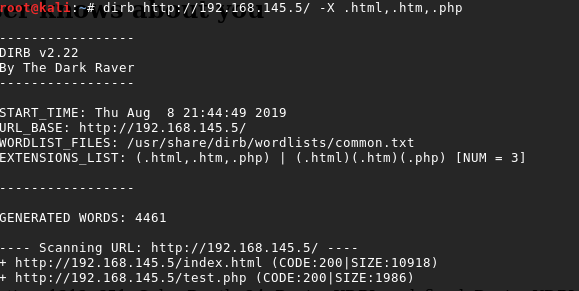 root@kali:~# dirb http://192.168.145.5/ -X .html,.htm,.php
-----------------
DIRB v2.22
By The Dark Raver
-----------------
START_TIME: Thu Aug  8 21:44:49 2019
URL_BASE: http://192.168.145.5/
WORDLIST_FILES: /usr/share/dirb/wordlists/common.txt
EXTENSIONS_LIST: (.html,.htm,.php) | (.html)(.htm)(.php) [NUM = 3]
-----------------
GENERATED WORDS: 4461
---- Scanning URL: http://192.168.145.5/ ----
+ http://192.168.145.5/index.html (CODE:200|SIZE:10918)
+ http://192.168.145.5/test.php (CODE:200|SIZE:1986)